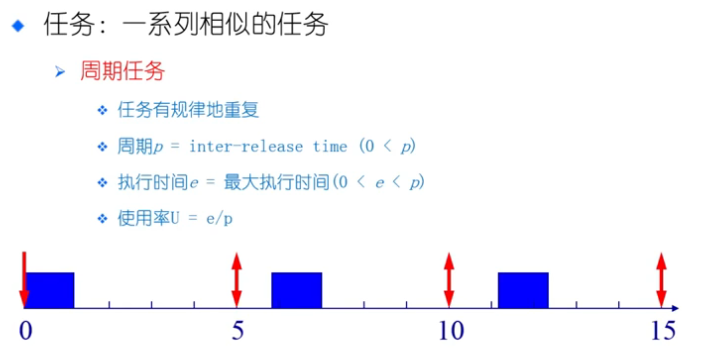 任务：一系列相似的任务
周期任务
任务有规律地重复
周期p = inter-release time (0 < p)
执行时间e = 最大执行时间(0 < e < p)
使用率U = e/p
0 5 10 15